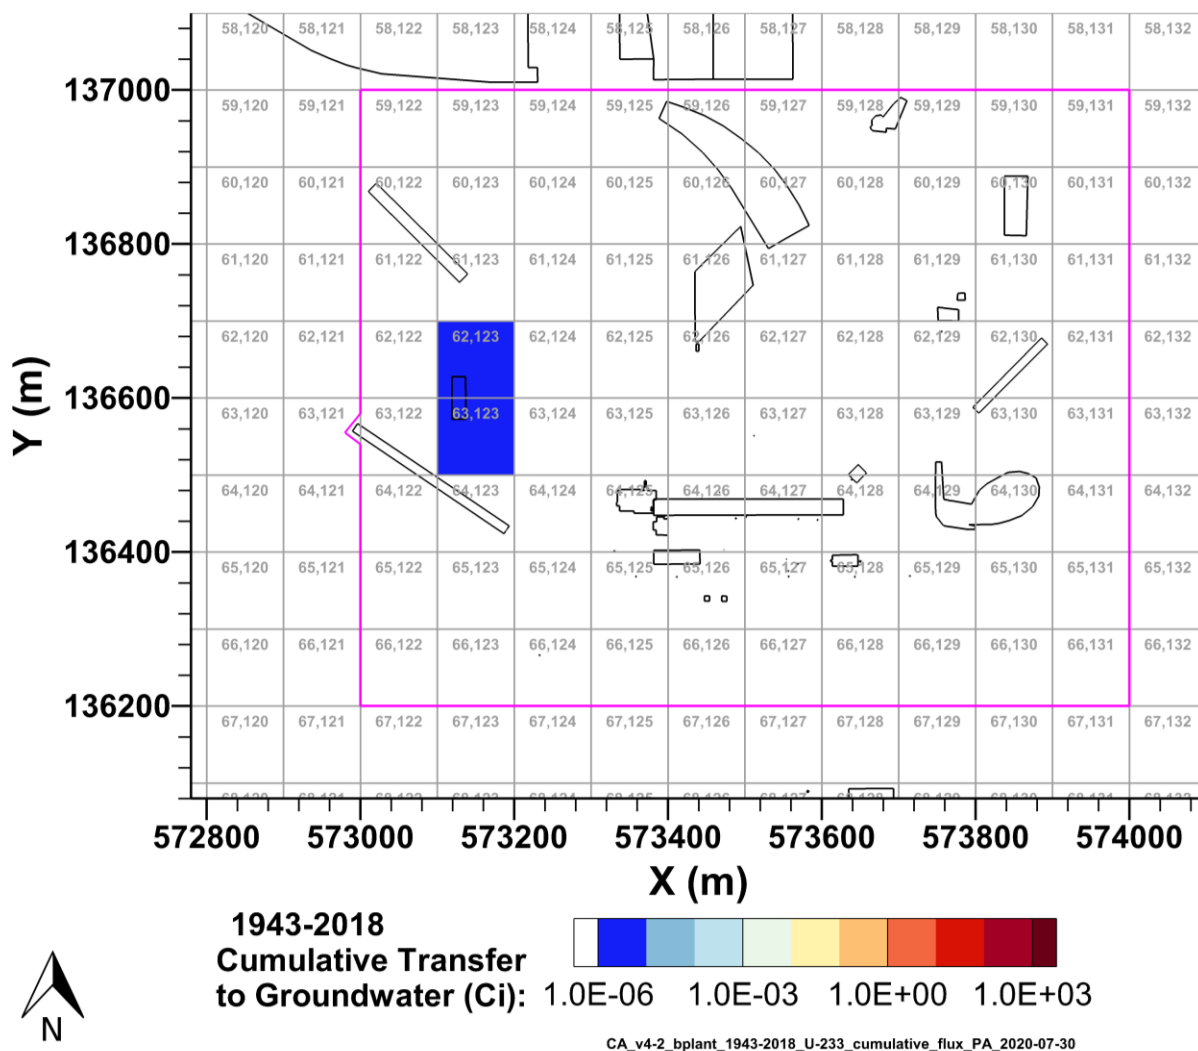 58,120 58,121 58,122 58,123 58,124 58,125 58,126 58,127 58,128 58,129 58,130 58,131 58,132
137000
59,120 59,121 59,122 59,123 59,124 59,125 59,126 59,127 59,128 59,129 59,130 59,131 59,132
60,120 60,121 60,122 60,123 60,124 60,125 60,126 60,127 60,128 60,129 60,130 60,131 60,132
136800
61,120 61,121 61,122 61,123 61,124 61,125 61,126 61,127 61,128 61,129 61,130 61,131 61,132
62,120 62,121 62,122 62,123 62,124 62,125 62,126 62,127 62,128 62,129 62,130 62,131 62,132
Y (m)
136600
63,120 63,121 63,122 63,123 63,124 63,125 63,126 63,127 63,128 63,129 63,130 63,131 63,132
64,120 64,121 64,122 64,123 64,124 64,125 64,126 64,127 64,128 64,129 64,130 64,131 64,132
136400
65,120 65,121 65,122 65,123 65,124 65,125 65,126 65,127 65,128 65,129 65,130 65,131 65,132
66,120 66,121 66,122 66,123 66,124 66,125 66,126 66,127 66,128 66,129 66,130 66,131 66,132
136200
67,120 67,121 67,122 67,123 67,124 67,125 67,126 67,127 67,128 67,129 67,130 67,131 67,132
572800 573000 573200 573400 573600 573800 574000
X (m)
1943-2018
Cumulative Transfer
to Groundwater (Ci):
1.0E-06 1.0E-03 1.0E+00 1.0E+03
N
CA_v4-2_bplant_1943-2018_U-233_cumulative_flux_PA_2020-07-30